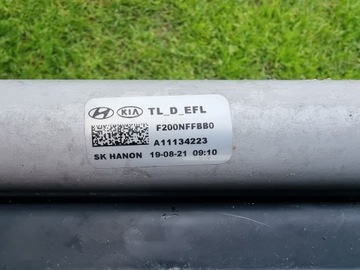 KIA TL_D_EFL
F200NFFBB0
A11134223
SK HANON 19-08-21 09:10